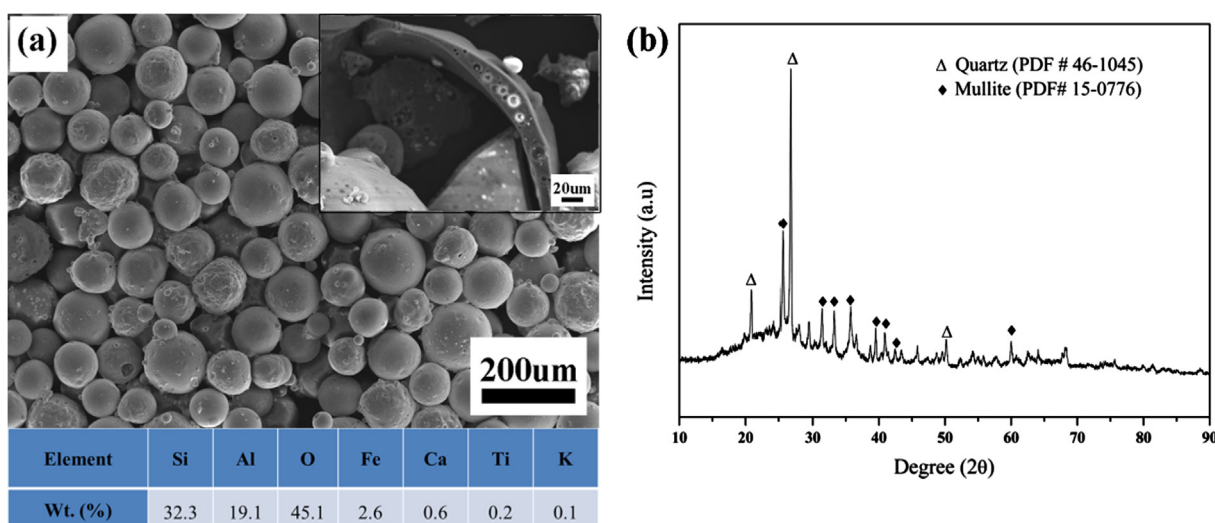 (a)
20um
200um
Element Si Al O Fe Ca Ti K
Wt. (%) 32.3 19.1 45.1 2.6 0.6 0.2 0.1
(b)
Δ
Δ Quartz (PDF # 46-1045)
◆ Mullite (PDF# 15-0776)
Δ
Δ
Intensity (a.u)
10 20 30 40 50 60 70 80 90
Degree (2θ)